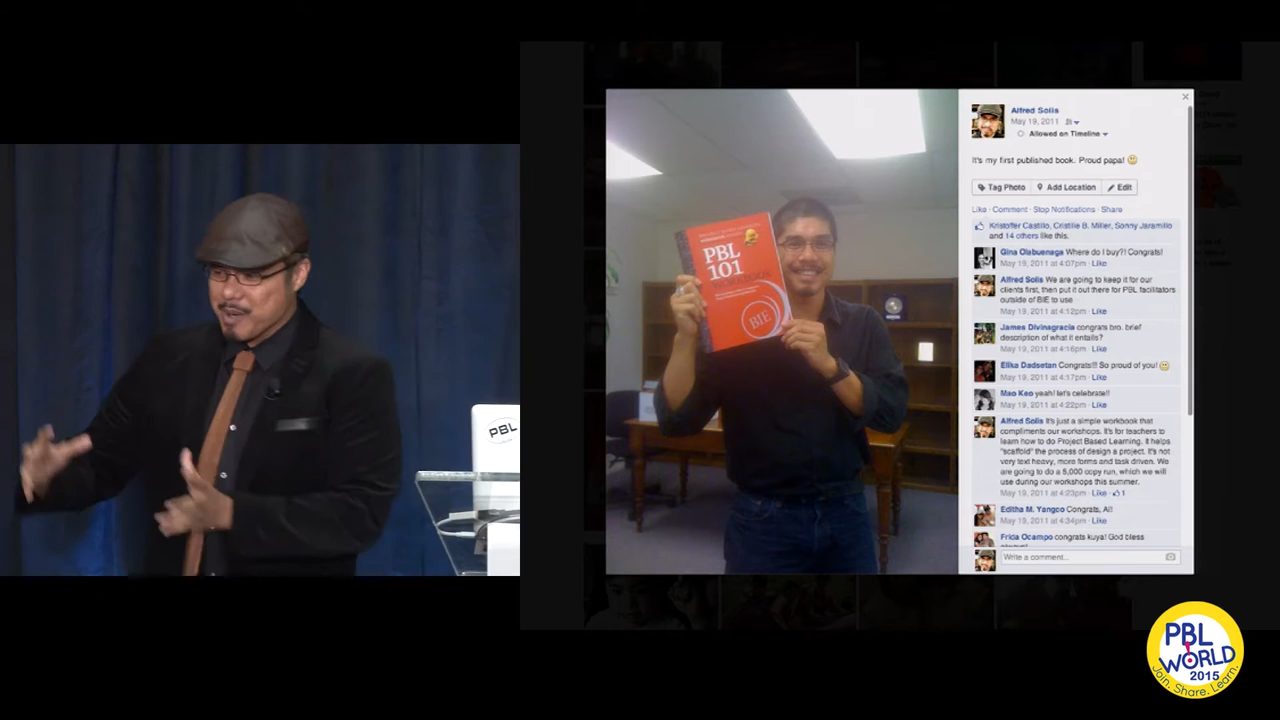 PBL
PBL
101
BIE
Alfred Solis
May 19, 2011
Allowed on Timeline
It's my first published book. Proud papa!
Tag Photo Add Location Edit
Like · Comment · Stop Notifications · Share
Kristoffer Castillo, Cristilie B. Miller, Sonny Jaramillo
and 14 others like this.
Gina Olabuenaga Where do I buy?! Congrats!
May 19, 2011 at 4:07pm · Like
Alfred Solis We are going to keep it for our
clients first, then put it out there for PBL facilitators
outside of BIE to use
May 19, 2011 at 4:12pm · Like
James Divinagracia congrats bro. brief
description of what it entails?
May 19, 2011 at 4:16pm · Like
Elika Dadsetan Congrats!!! So proud of you!
May 19, 2011 at 4:17pm · Like
Mao Keo yeah! let's celebrate!!
May 19, 2011 at 4:22pm · Like
Alfred Solis It's just a simple workbook that
compliments our workshops. It's for teachers to
learn how to do Project Based Learning. It helps
"scaffold" the process of design a project. It's not
very text heavy, more forms and task driven. We
are going to do a 5,000 copy run, which we will
use during our workshops this summer.
May 19, 2011 at 4:23pm · Like · 1
Editha M. Yangco Congrats, Al!
May 19, 2011 at 4:34pm · Like
Frida Ocampo congrats kuya! God bless
Write a comment...
PBL
WORLD
2015
Join. Share. Learn.